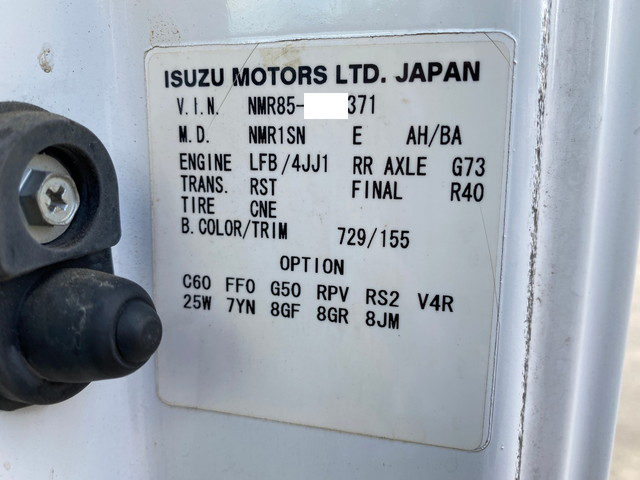 ISUZU MOTORS LTD. JAPAN
V.I.N. NMR85- 371
M.D. NMR1SN E AH/BA
ENGINE LFB/4JJ1 RR AXLE G73
TRANS. RST FINAL R40
TIRE CNE
B.COLOR/TRIM 729/155
OPTION
C60 FF0 G50 RPV RS2 V4R
25W 7YN 8GF 8GR 8JM